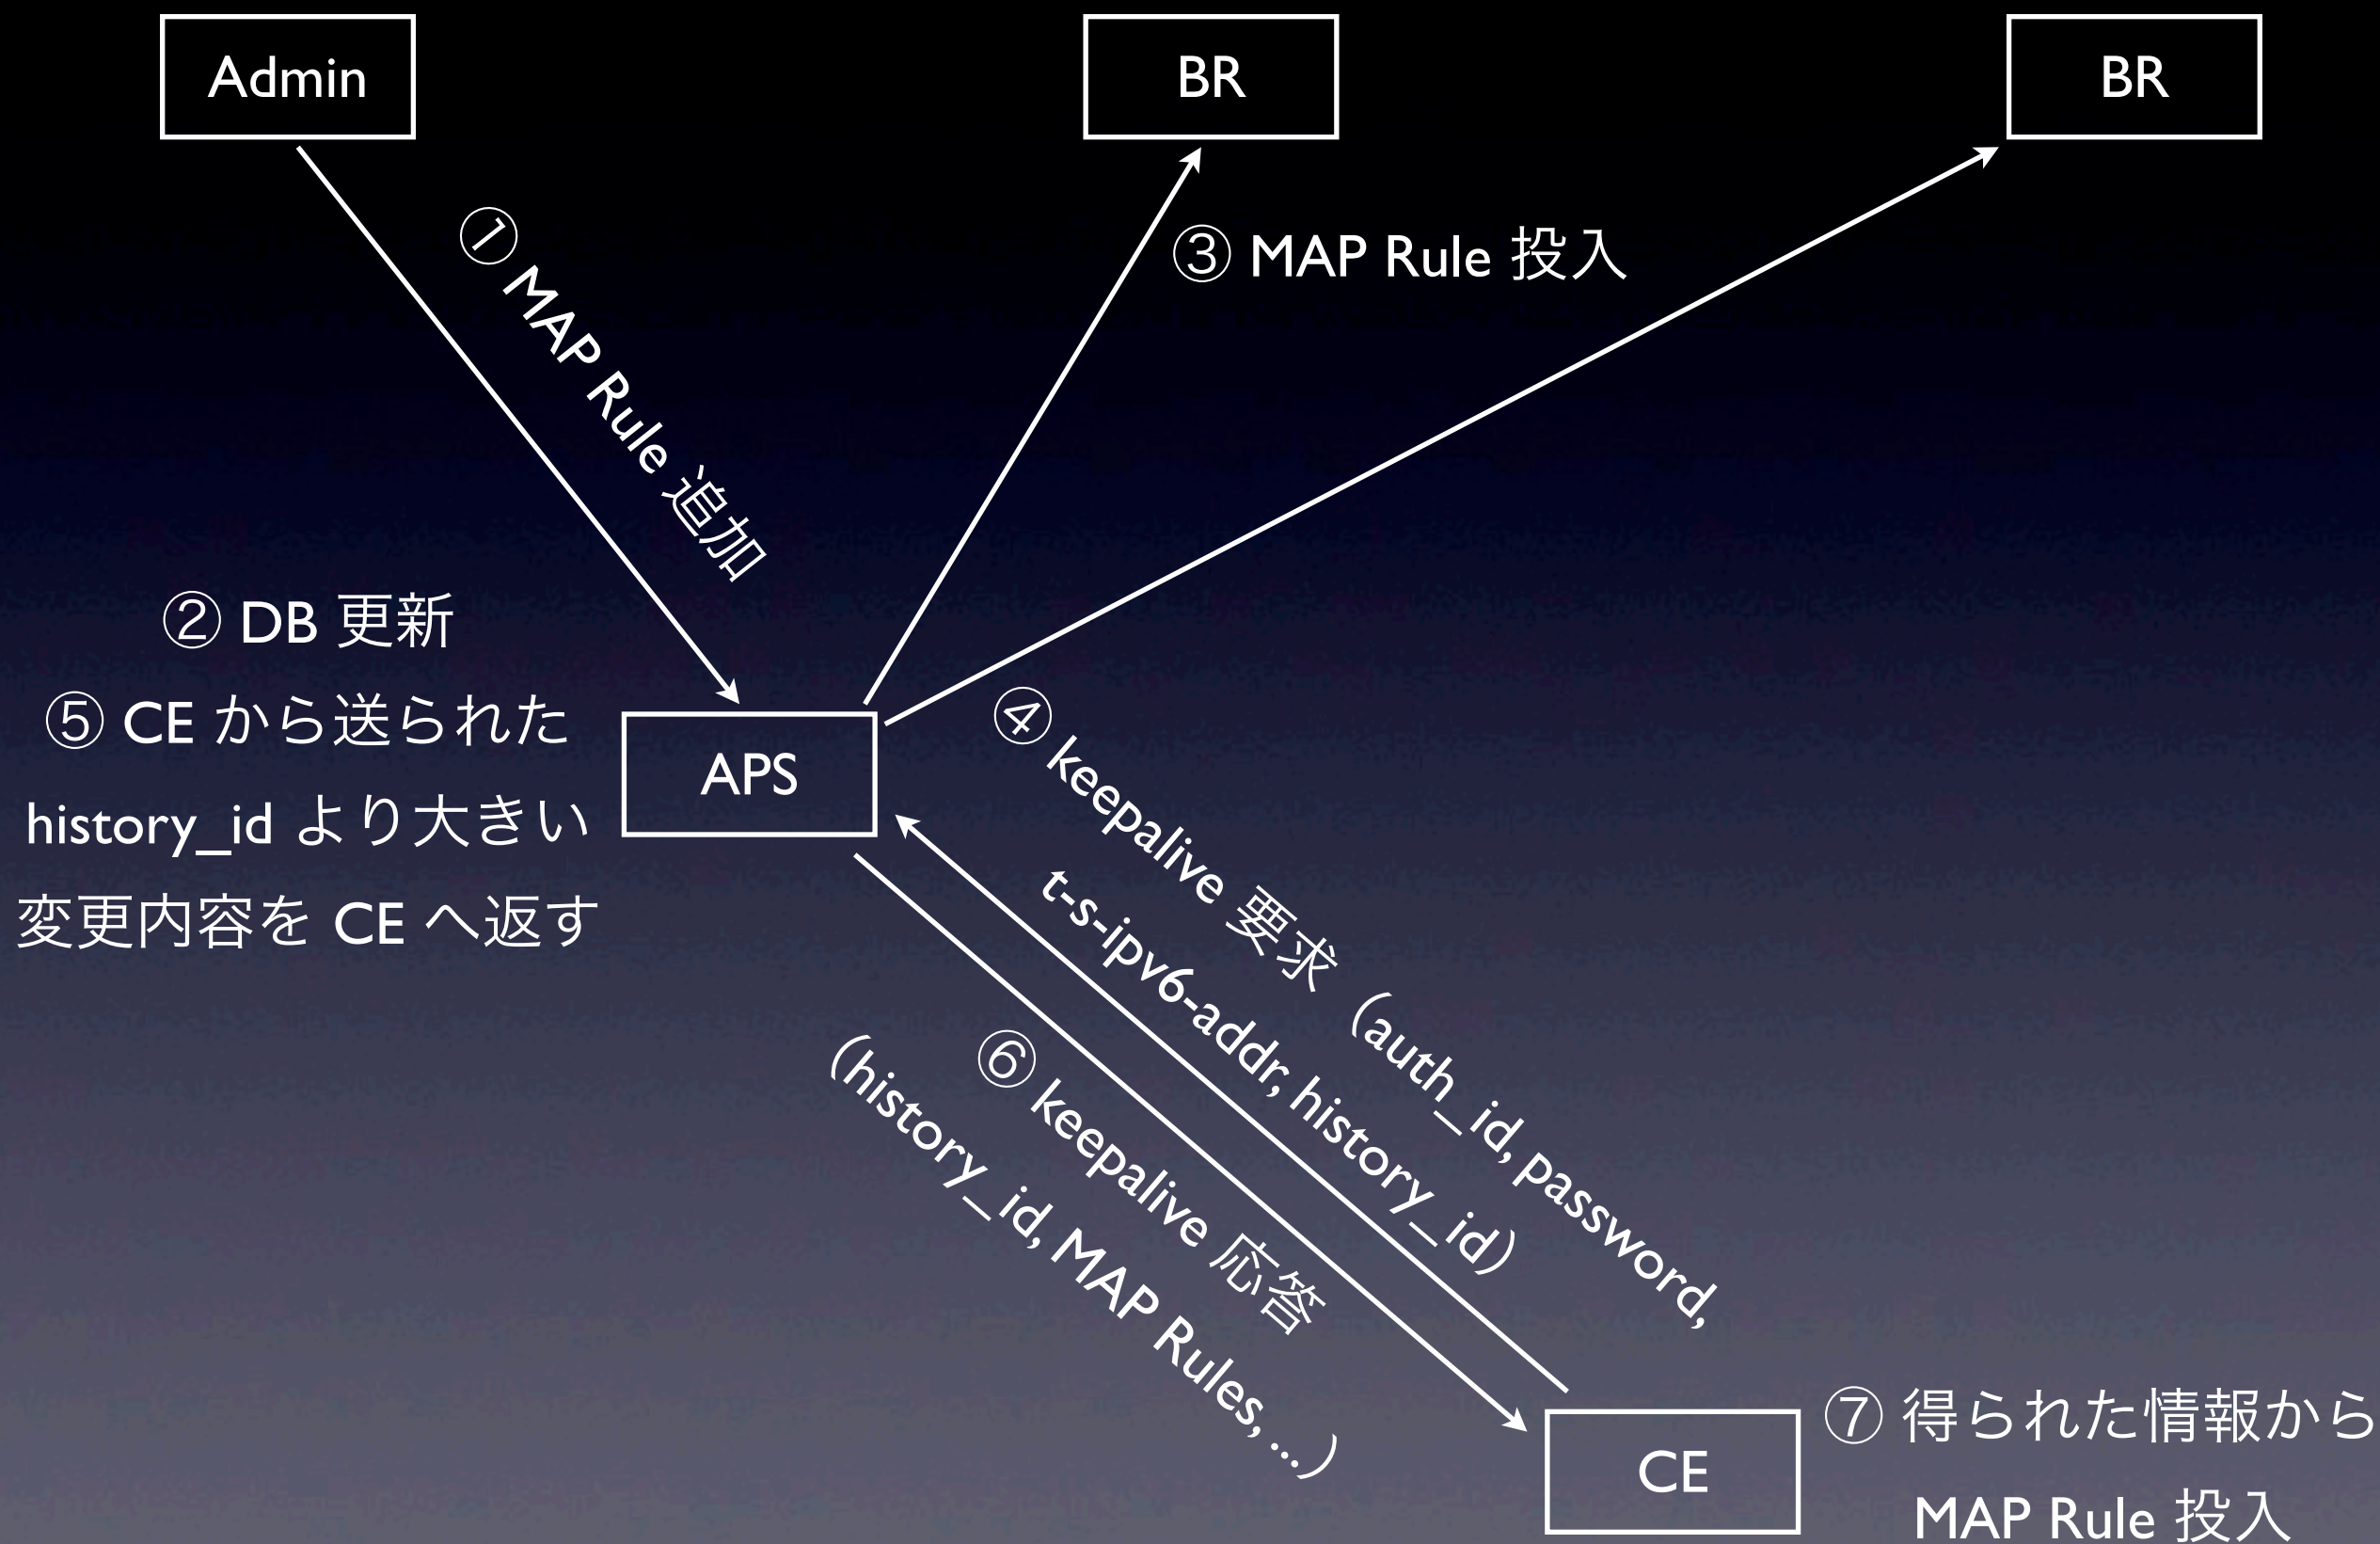 Admin
BR
BR
① MAP Rule 追加
③ MAP Rule 投入
② DB 更新
⑤ CE から送られた
history_id より大きい
変更内容を CE へ返す
APS
④ keepalive 要求（auth_id, password,
t-s-ipv6-addr, history_id）
⑥ keepalive 応答
（history_id, MAP Rules, ...）
CE
⑦ 得られた情報から
MAP Rule 投入